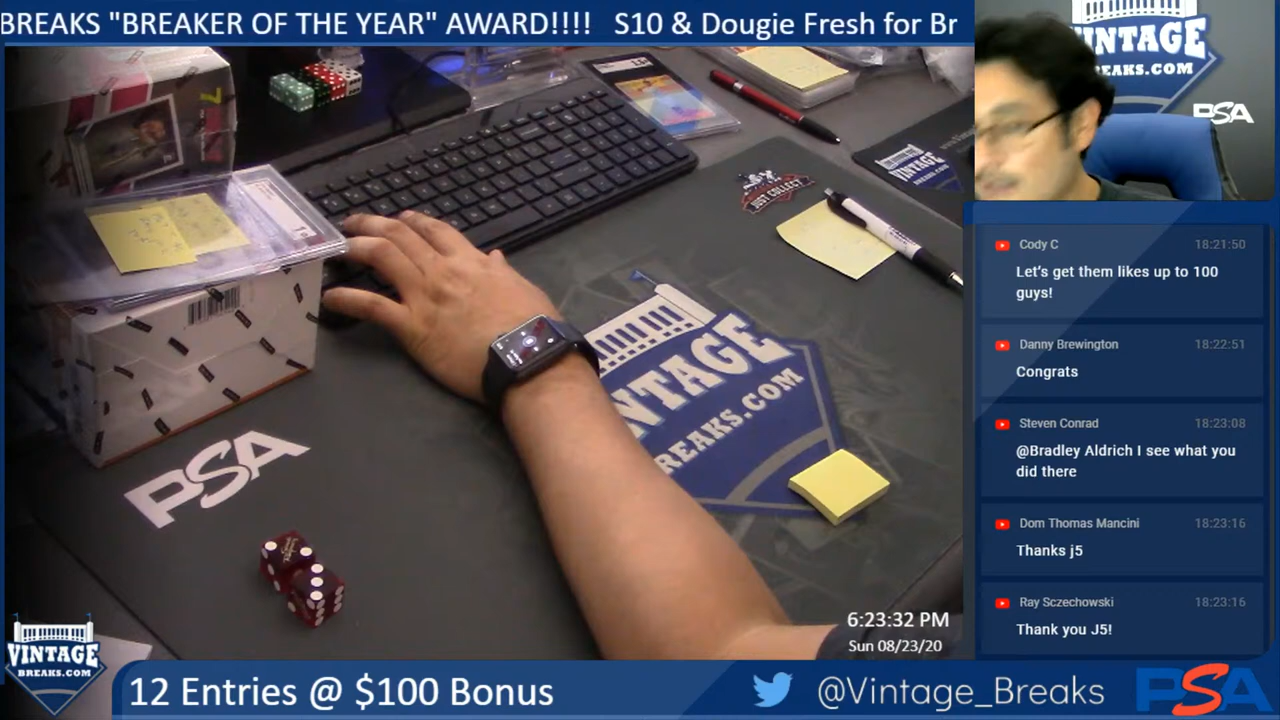 BREAKS "BREAKER OF THE YEAR" AWARD!!!! S10 & Dougie Fresh for Br
VINTAGE
BREAKS.COM
PSA
JUST COLLECT
VINTAGE
Cody C 18:21:50
Let's get them likes up to 100
guys!
Danny Brewington 18:22:51
Congrats
Steven Conrad 18:23:08
@Bradley Aldrich I see what you
did there
Dom Thomas Mancini 18:23:16
Thanks j5
Ray Sczechowski 18:23:16
Thank you J5!
VINTAGE
BREAKS.COM
PSA
6:23:32 PM
Sun 08/23/20
VINTAGE
BREAKS.COM
12 Entries @ $100 Bonus
@Vintage_Breaks
PSA